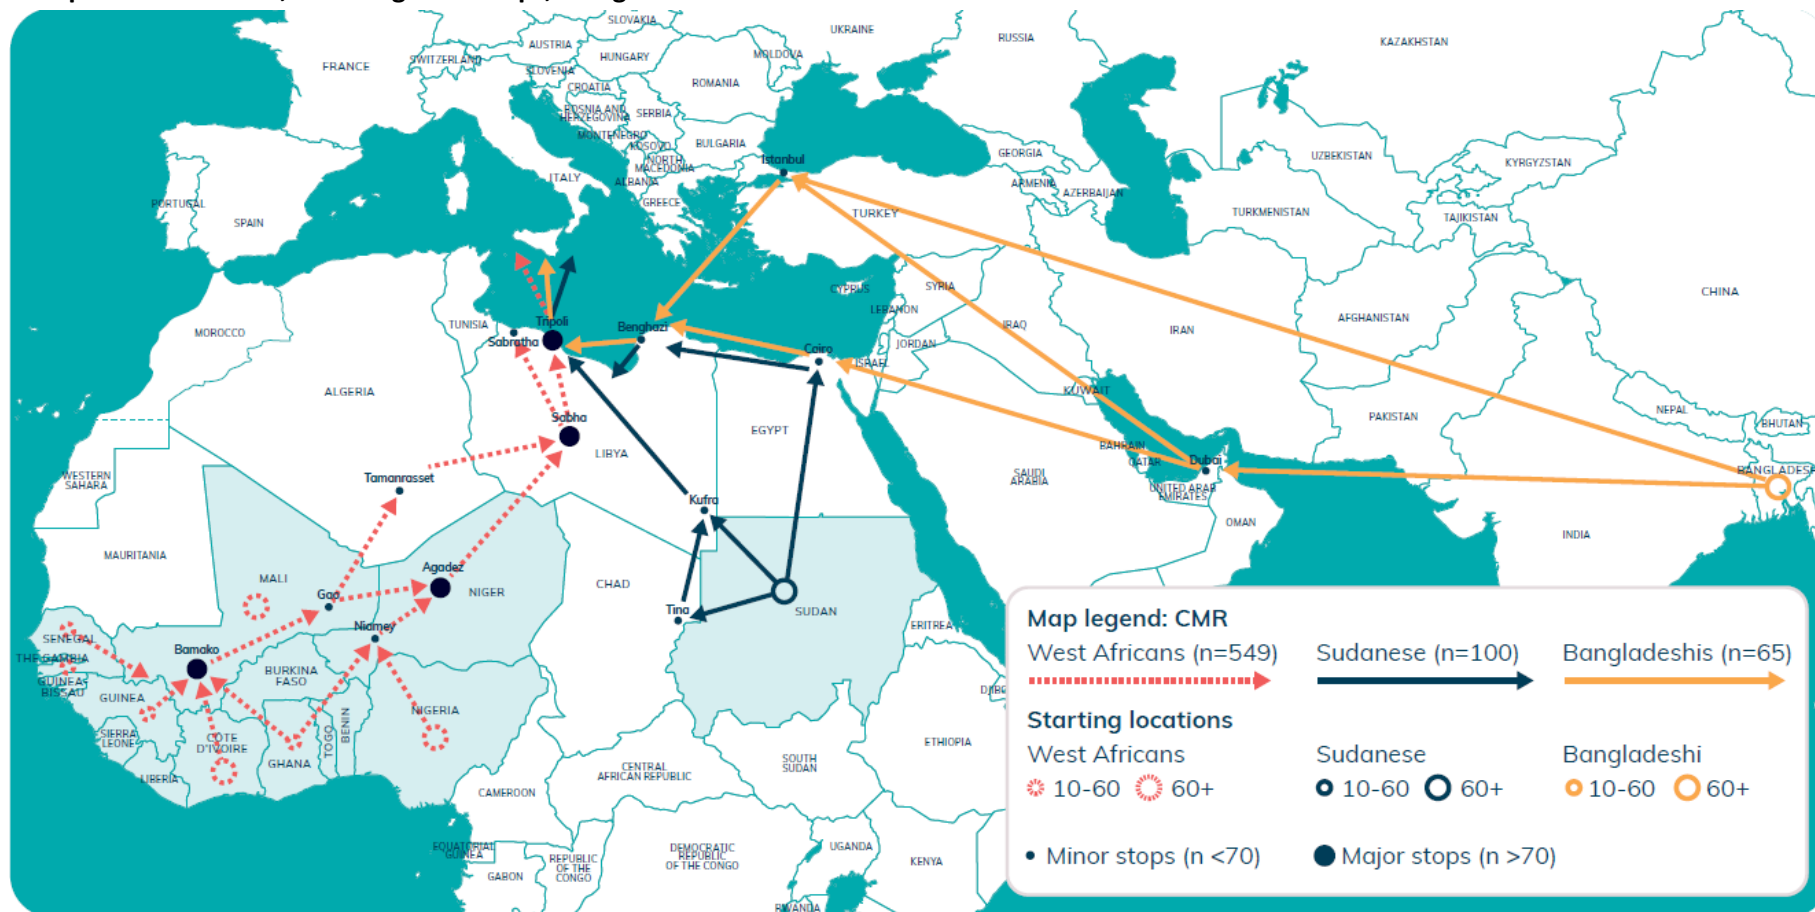 SLOVAKIA
UKRAINE
RUSSIA
KAZAKHSTAN
AUSTRIA
SWITZERLAND
HUNGARY
MOLDOVA
FRANCE
SLOVENIA
ROMANIA
CROATIA
BOSNIA AND
HERZEGOVINA
SERBIA
MONTENEGRO
BULGARIA
KOSOVO
NORTH
MACEDONIA
Istanbul
GEORGIA
UZBEKISTAN
KYRGYZSTAN
ITALY
ALBANIA
ARMENIA
AZERBAIJAN
PORTUGAL
SPAIN
GREECE
TURKEY
TURKMENISTAN
TAJIKISTAN
CYPRUS
SYRIA
CHINA
LEBANON
MOROCCO
TUNISIA
Tripoli
Benghazi
IRAQ
IRAN
AFGHANISTAN
Sabratha
Cairo
JORDAN
ISRAEL
ALGERIA
KUWAIT
PAKISTAN
NEPAL
BHUTAN
Sabha
EGYPT
LIBYA
BAHRAIN
QATAR
Dubai
BANGLADESH
WESTERN
SAHARA
Tamanrasset
SAUDI
ARABIA
UNITED ARAB
EMIRATES
Kufra
OMAN
INDIA
MAURITANIA
MALI
Agadez
NIGER
CHAD
Gao
Tina
SUDAN
Niamey
ERITREA
SENEGAL
THE GAMBIA
Bamako
BURKINA
FASO
GUINEA-
BISSAU
GUINEA
NIGERIA
SIERRA
LEONE
COTE
D'IVOIRE
TOGO
BENIN
GHANA
LIBERIA
ETHIOPIA
CENTRAL
AFRICAN REPUBLIC
SOUTH
SUDAN
CAMEROON
EQUATORIAL
GUINEA
GABON
REPUBLIC
OF THE
CONGO
DEMOCRATIC
REPUBLIC
OF THE CONGO
UGANDA
KENYA
RWANDA
Map legend: CMR
West Africans (n=549)
Sudanese (n=100)
Bangladeshis (n=65)
Starting locations
West Africans
Sudanese
Bangladeshi
10-60 60+
10-60 60+
10-60 60+
Minor stops (n <70)
Major stops (n >70)